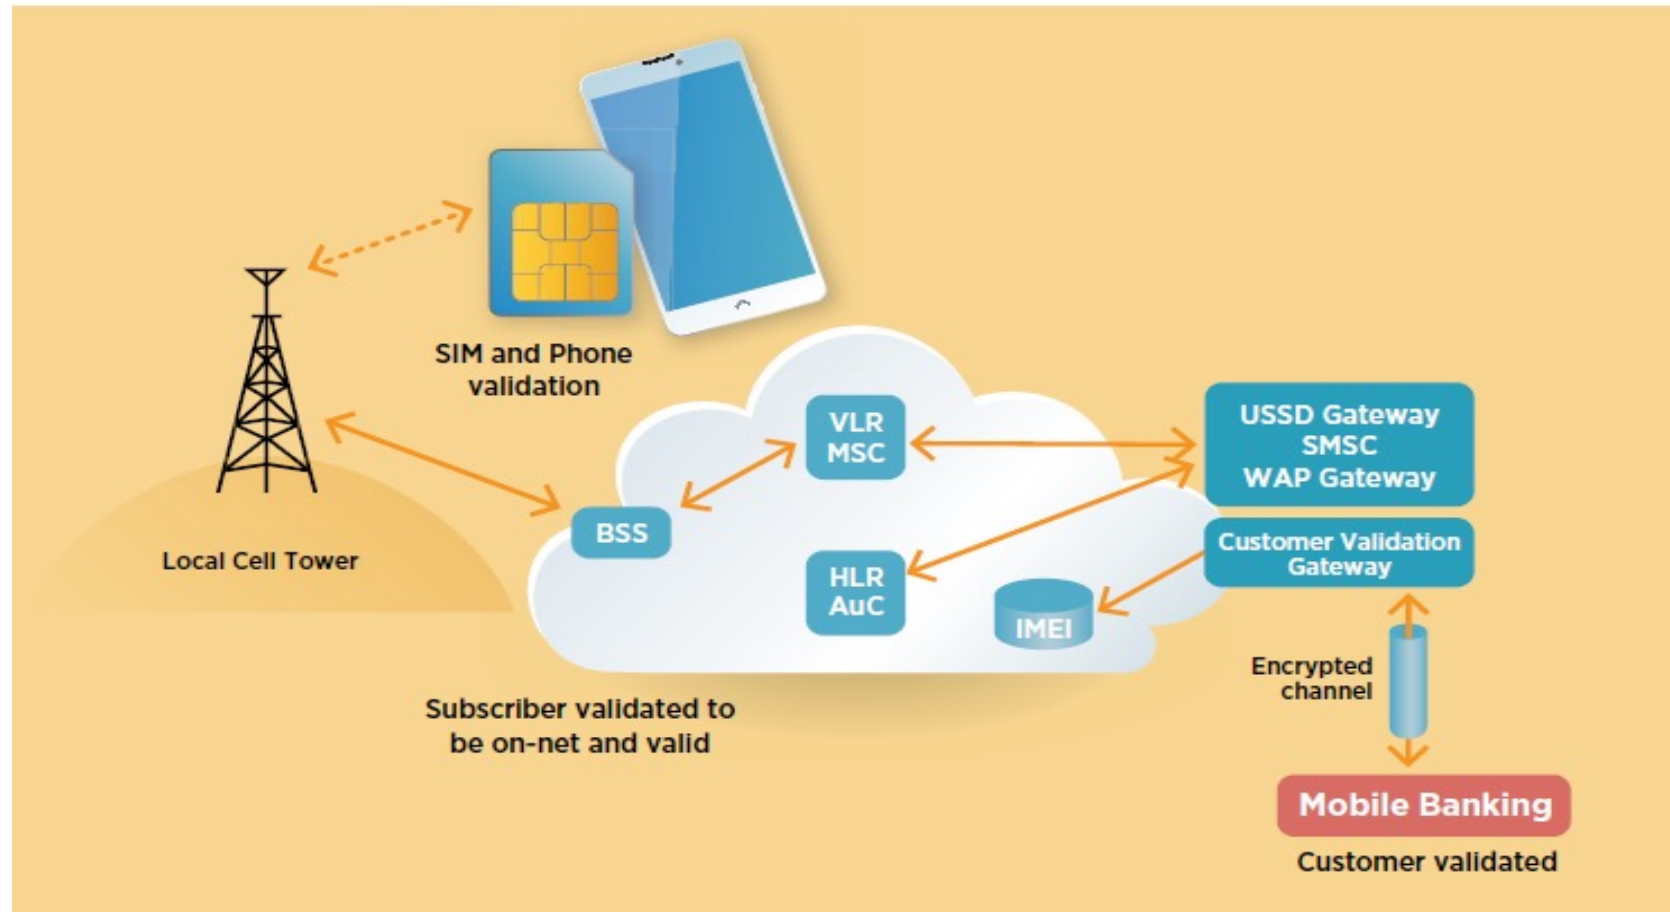 SIM and Phone
validation
Local Cell Tower
BSS
VLR
MSC
HLR
AuC
IMEI
USSD Gateway
SMSC
WAP Gateway
Customer Validation
Gateway
Encrypted
channel
Subscriber validated to
be on-net and valid
Mobile Banking
Customer validated